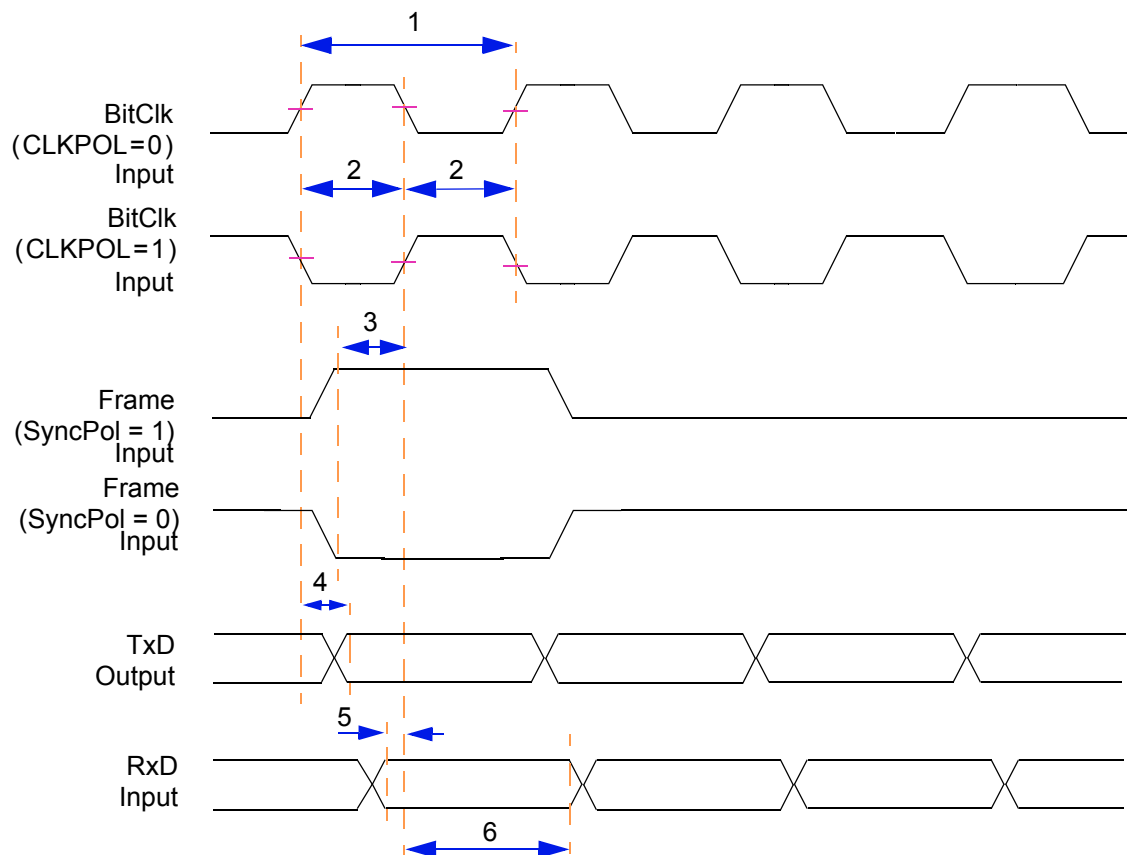 1
BitClk
(CLKPOL=0)
Input
2 2
BitClk
(CLKPOL=1)
Input
3
Frame
(SyncPol = 1)
Input
Frame
(SyncPol = 0)
Input
4
TxD
Output
5
RxD
Input
6